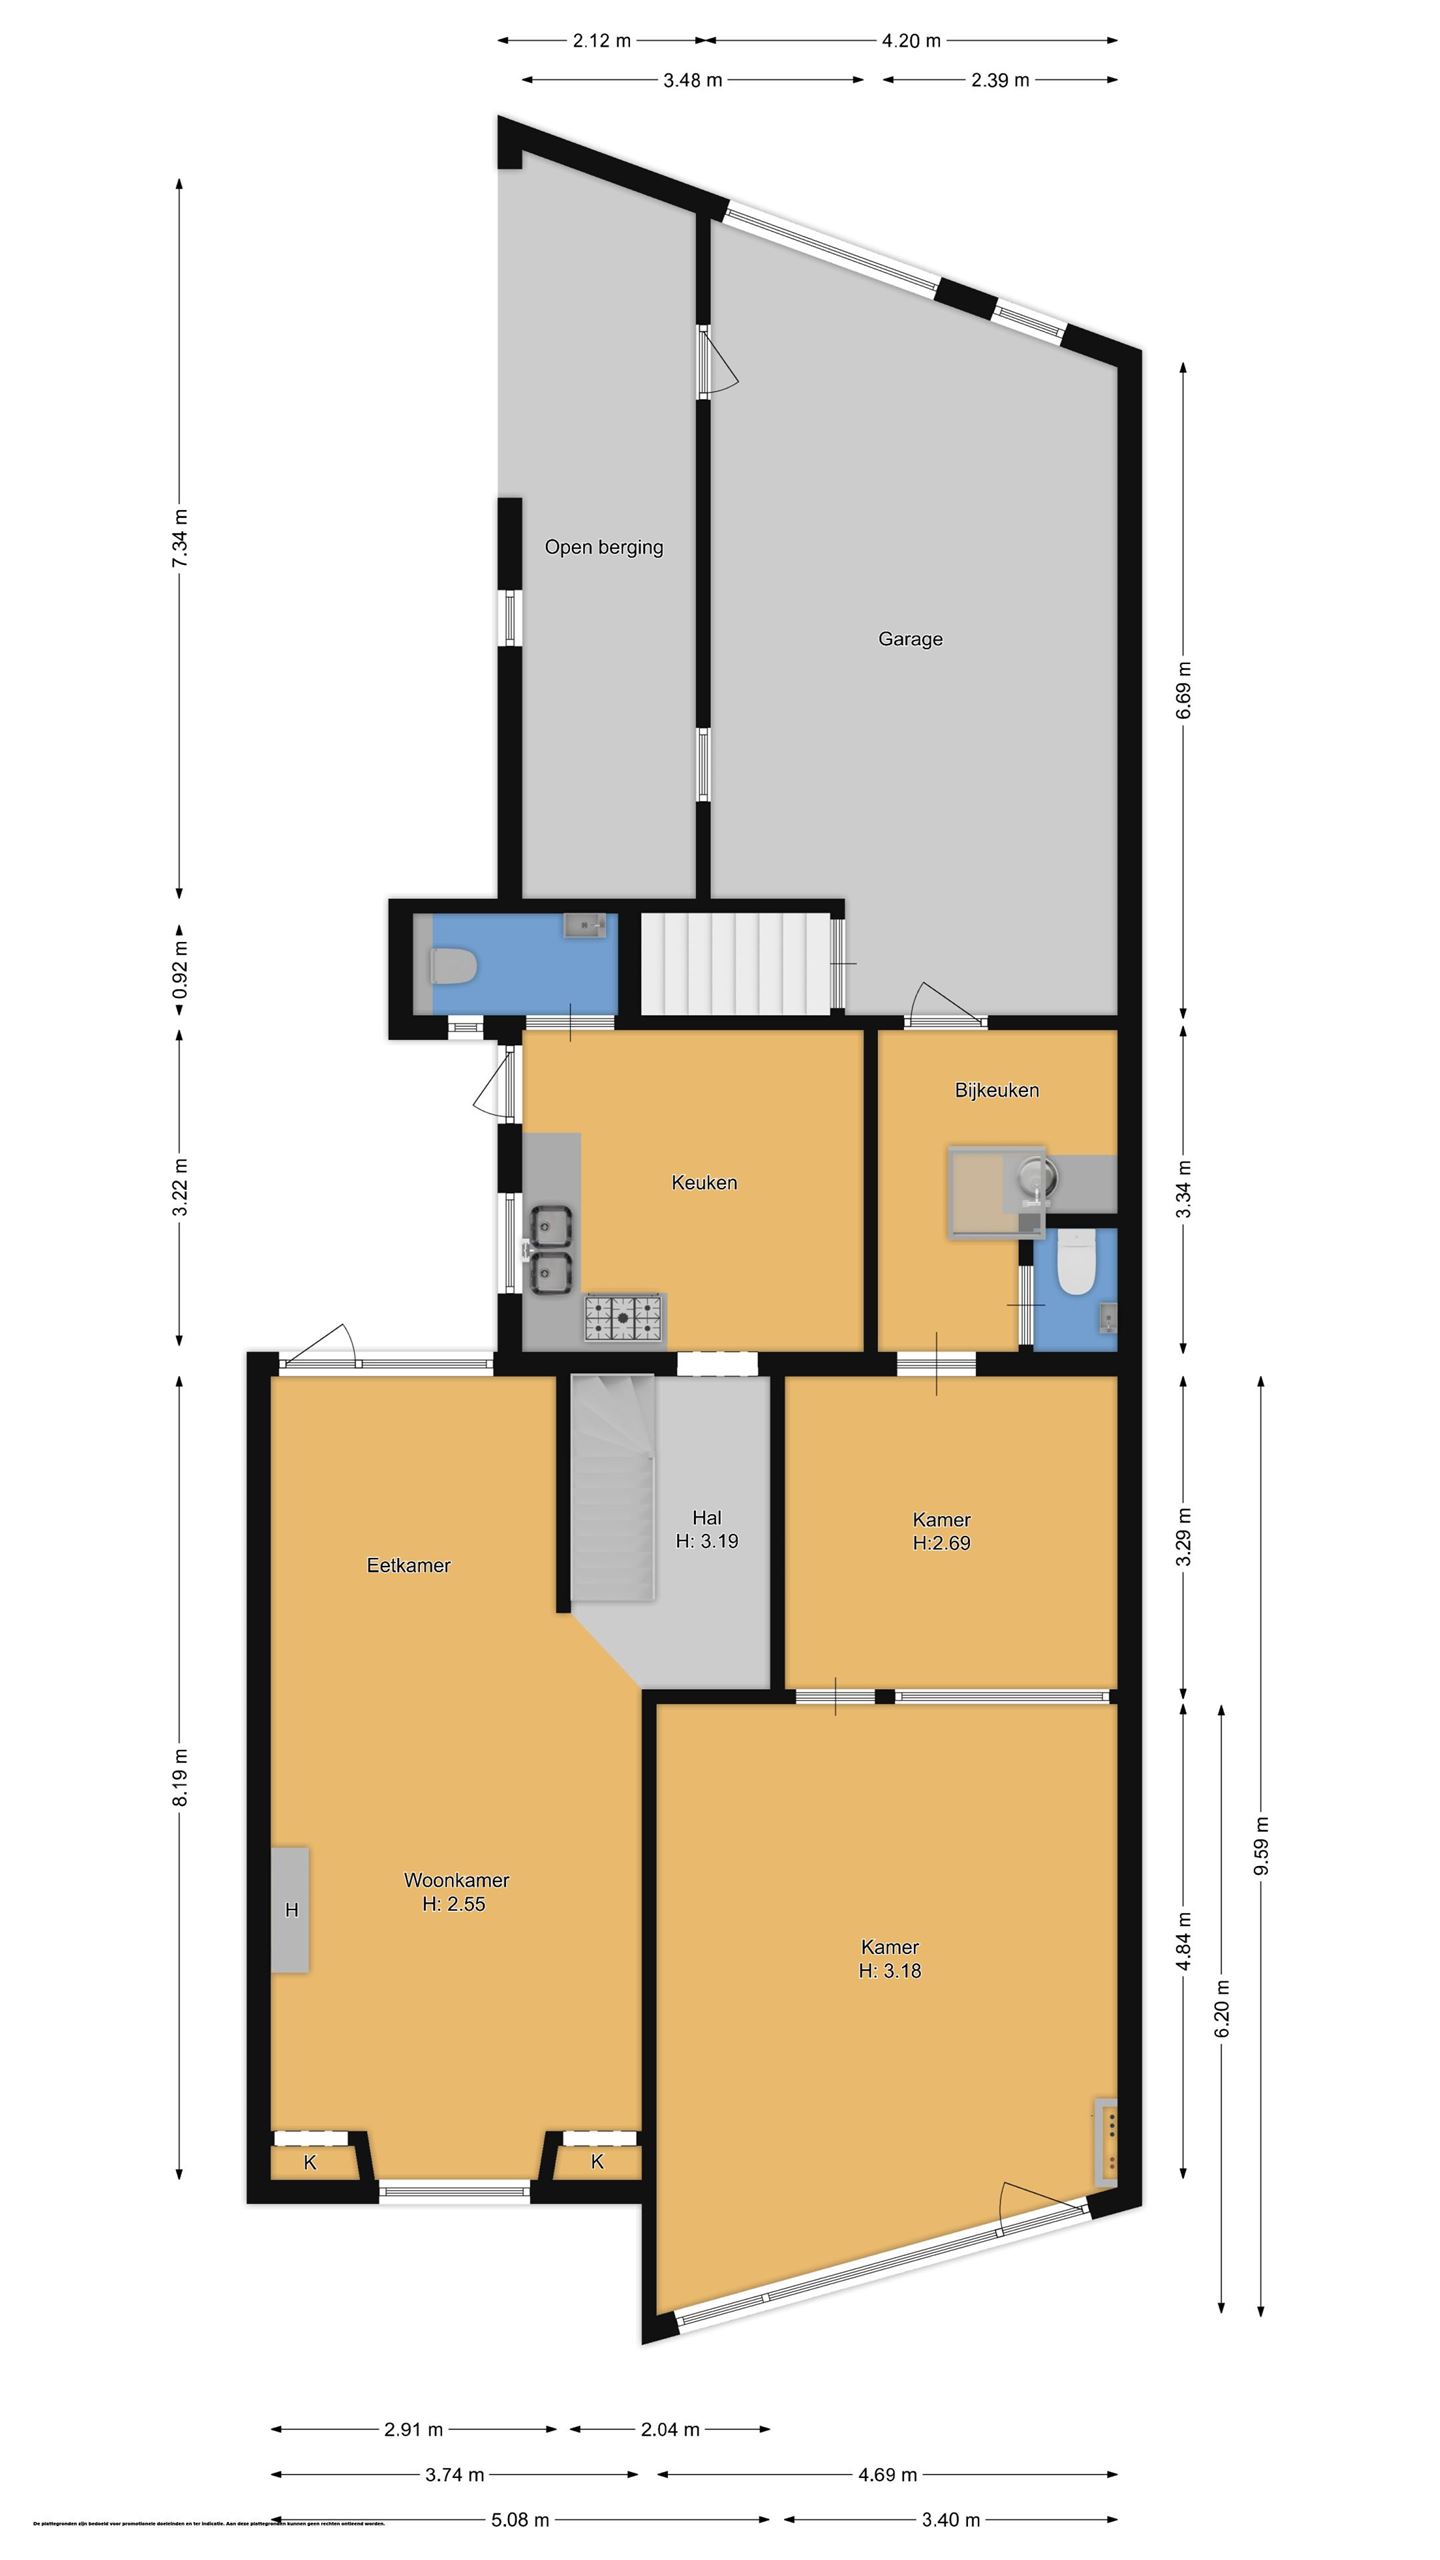 2.12 m
4.20 m
3.48 m
2.39 m
7.34 m
Open berging
Garage
6.69 m
0.92 m
Bijkeuken
3.22 m
Keuken
3.34 m
Hal
H: 3.19
Kamer
H:2.69
3.29 m
Eetkamer
8.19 m
9.59 m
Woonkamer
H: 2.55
H
Kamer
H: 3.18
4.84 m
6.20 m
K
K
2.91 m
2.04 m
3.74 m
4.69 m
5.08 m
3.40 m
De plattegronden zijn bedoeld voor promotionele doeleinden en ter indicatie. Aan deze plattegronden kunnen geen rechten ontleend worden.